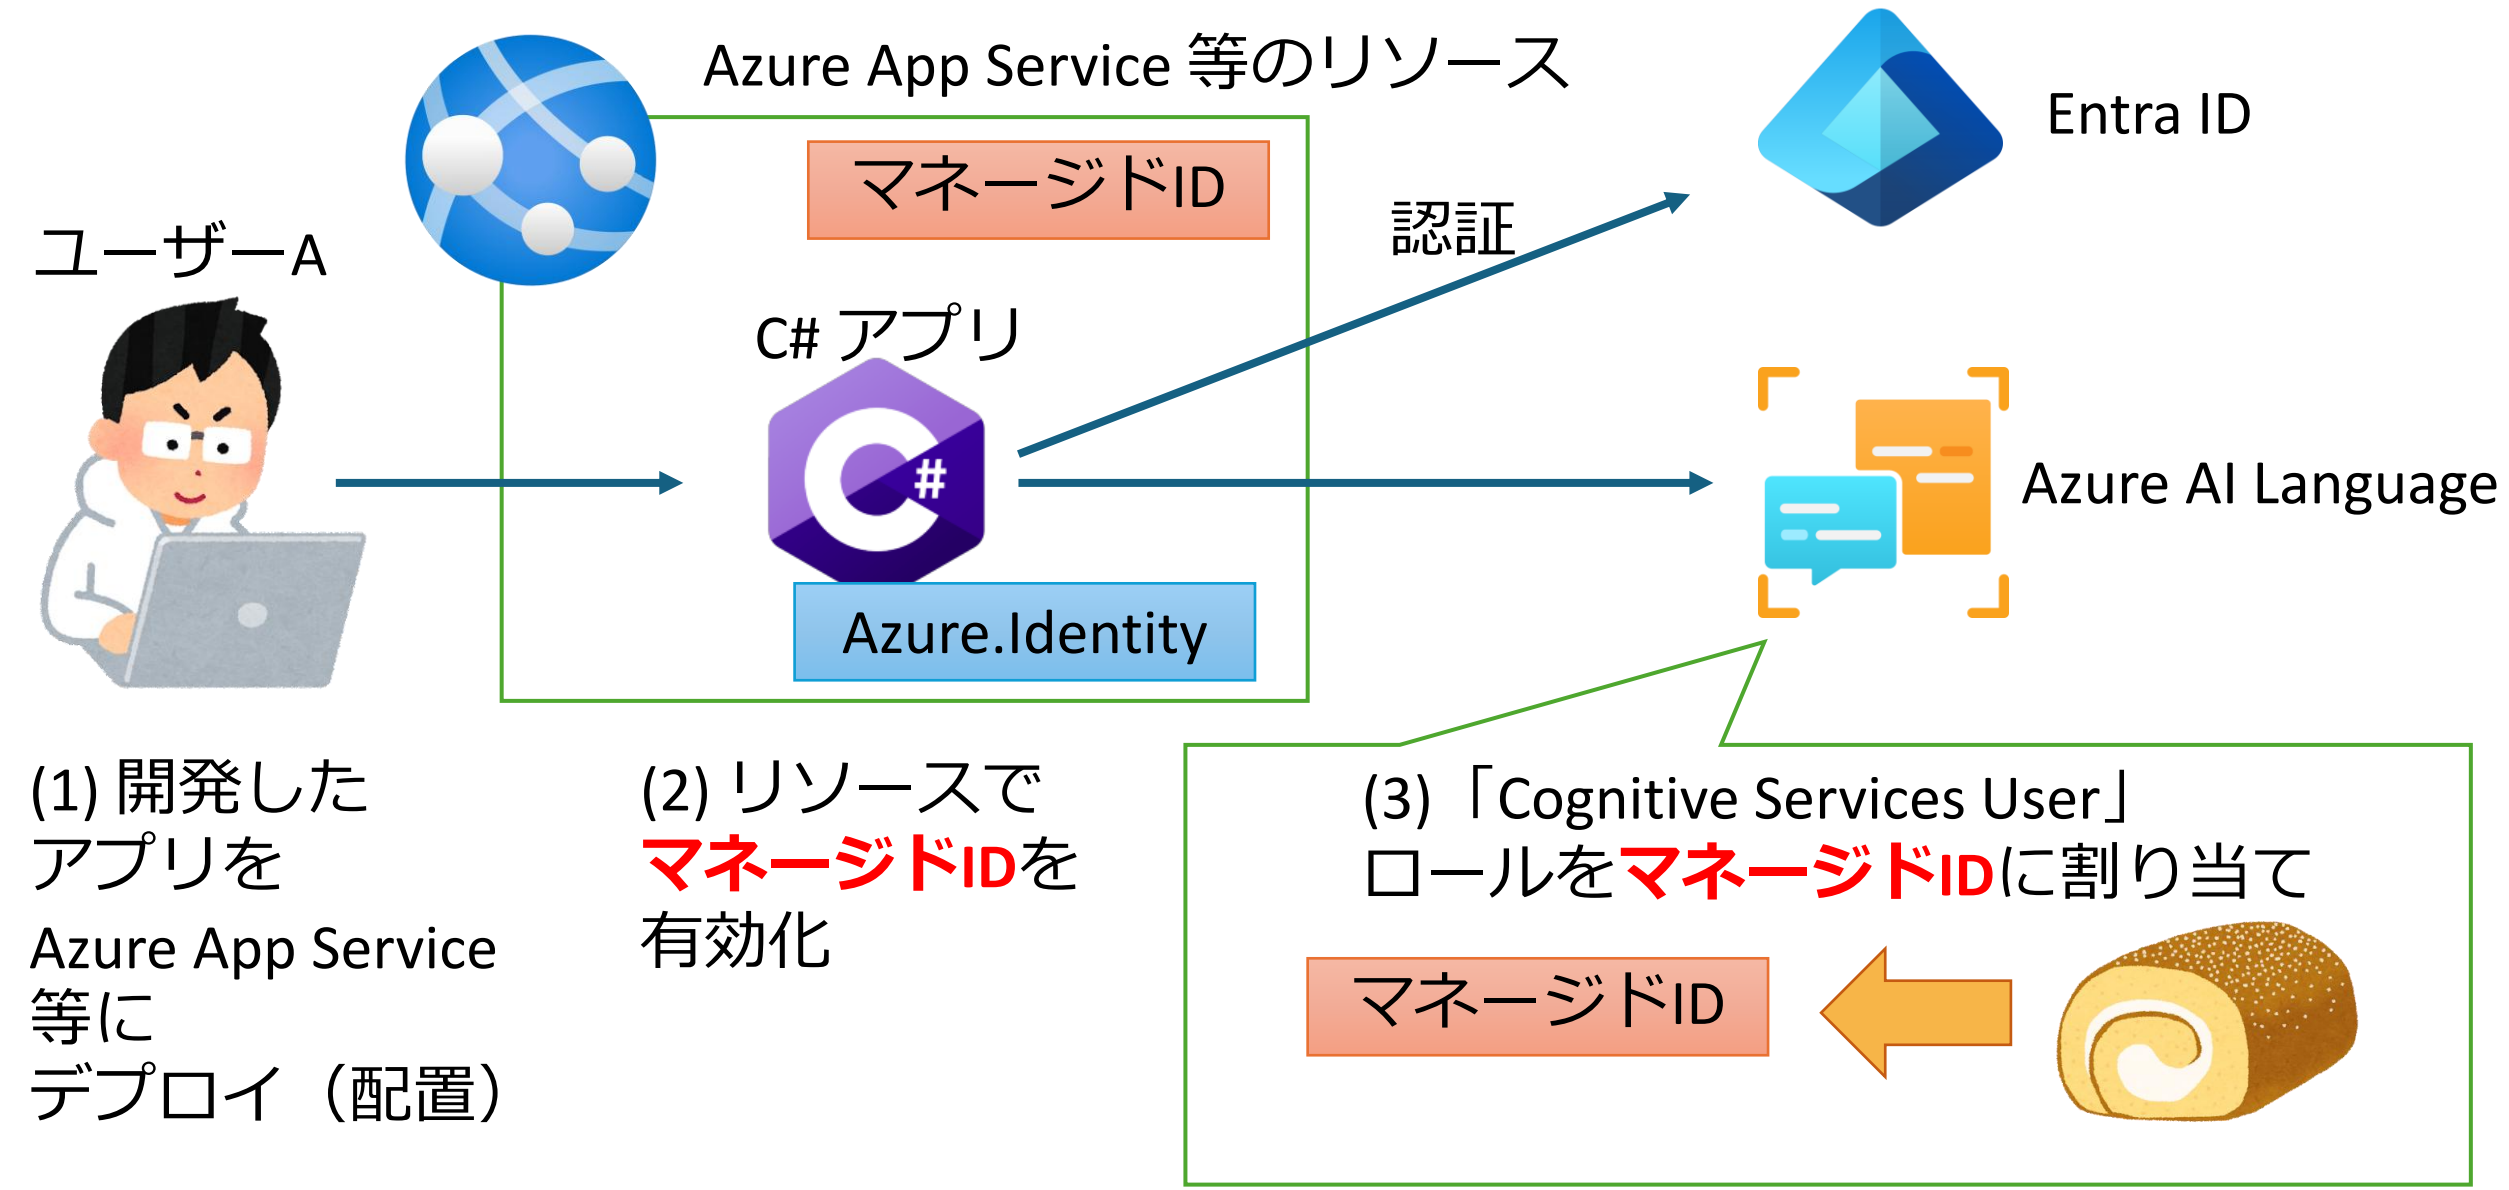 Azure App Service 等のリソース
Entra ID
マネージドID
認証
ユーザーA
C# アプリ
#
Azure AI Language
Azure.Identity
(1) 開発した
アプリを
Azure App Service
等に
デプロイ（配置）
(2) リソースで
マネージドIDを
有効化
(3)「Cognitive Services User」
ロールをマネージドIDに割り当て
マネージドID